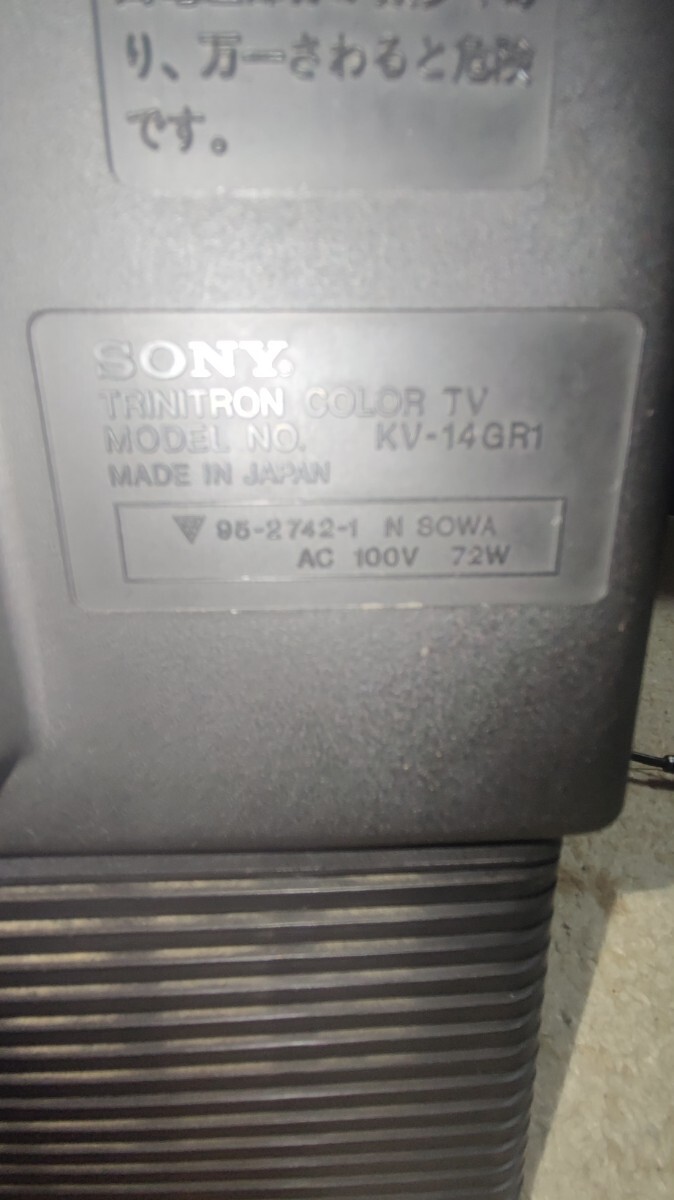 り、万一さわると危険
です。
SONY.
TRINITRON COLOR TV
MODEL NO. KV-14GR1
MADE IN JAPAN
95-2742-1 N SOWA
AC 100V 72W